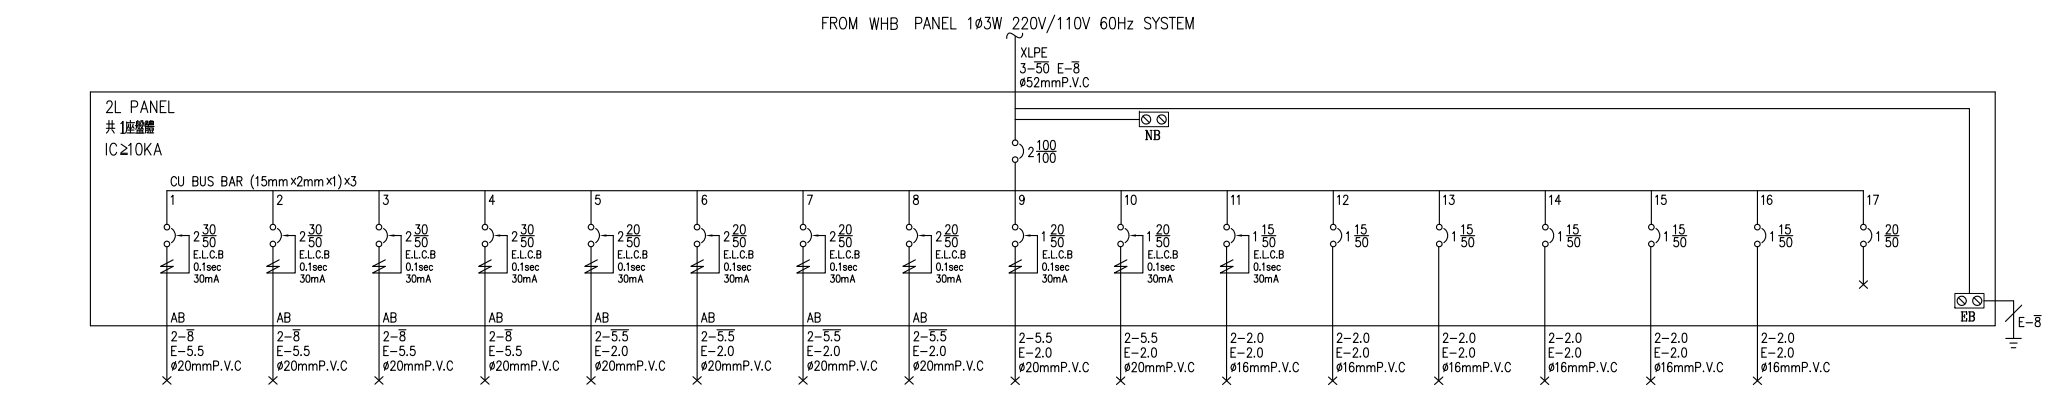 FROM WHB PANEL 1ø3W 220V/110V 60Hz SYSTEM
XLPE
3-50 E-8
ø52mmP.V.C
2L PANEL
共 1座盤體
IC≥10KA
NB
2 100/100
CU BUS BAR (15mm×2mm×1)×3
1 2 3 4 5 6 7 8 9 10 11 12 13 14 15 16 17
2 30/50 2 30/50 2 30/50 2 30/50 2 20/50 2 20/50 2 20/50 2 20/50 1 20/50 1 20/50 1 15/50 1 15/50 1 15/50 1 15/50 1 15/50 1 15/50 1 20/50
E.L.C.B E.L.C.B E.L.C.B E.L.C.B E.L.C.B E.L.C.B E.L.C.B E.L.C.B E.L.C.B E.L.C.B E.L.C.B
0.1sec 0.1sec 0.1sec 0.1sec 0.1sec 0.1sec 0.1sec 0.1sec 0.1sec 0.1sec 0.1sec
30mA 30mA 30mA 30mA 30mA 30mA 30mA 30mA 30mA 30mA 30mA
EB
E-8
AB AB AB AB AB AB AB AB
2-8 2-8 2-8 2-8 2-5.5 2-5.5 2-5.5 2-5.5 2-5.5 2-5.5 2-2.0 2-2.0 2-2.0 2-2.0 2-2.0 2-2.0
E-5.5 E-5.5 E-5.5 E-5.5 E-2.0 E-2.0 E-2.0 E-2.0 E-2.0 E-2.0 E-2.0 E-2.0 E-2.0 E-2.0 E-2.0 E-2.0
ø20mmP.V.C ø20mmP.V.C ø20mmP.V.C ø20mmP.V.C ø20mmP.V.C ø20mmP.V.C ø20mmP.V.C ø20mmP.V.C ø20mmP.V.C ø20mmP.V.C ø16mmP.V.C ø16mmP.V.C ø16mmP.V.C ø16mmP.V.C ø16mmP.V.C ø16mmP.V.C